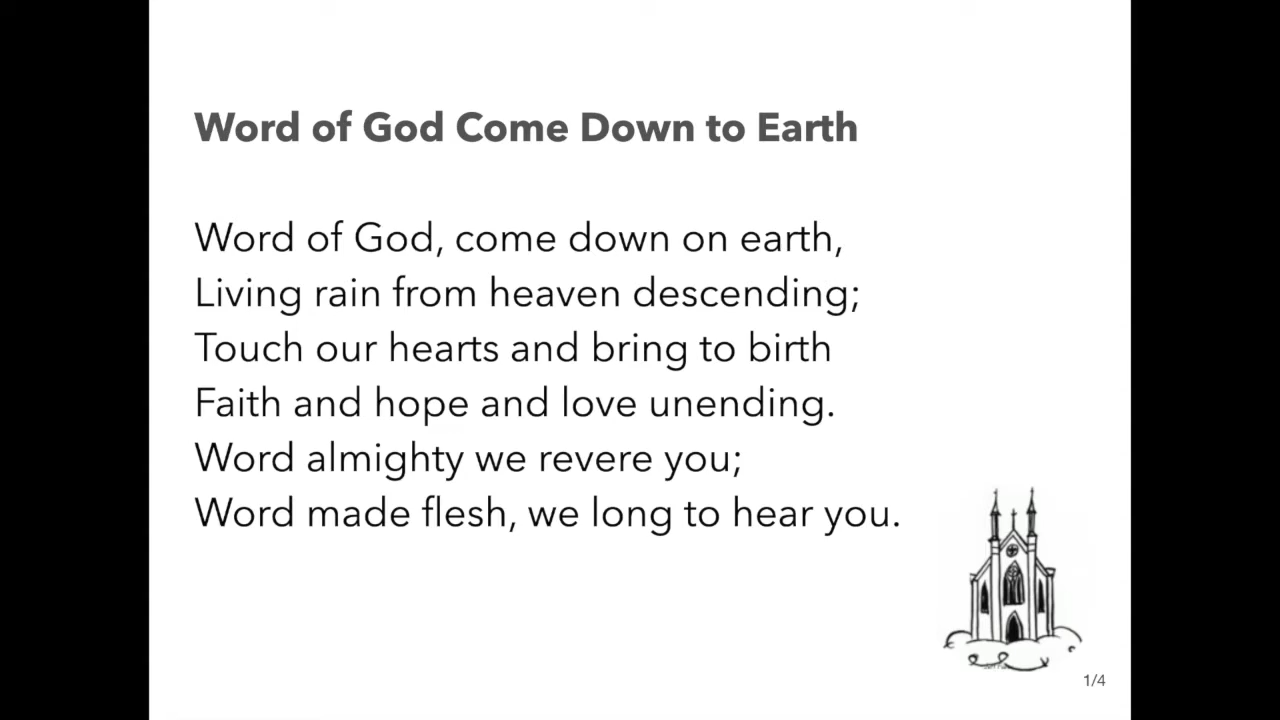 Word of God Come Down to Earth
Word of God, come down on earth,
Living rain from heaven descending;
Touch our hearts and bring to birth
Faith and hope and love unending.
Word almighty we revere you;
Word made flesh, we long to hear you.
1/4